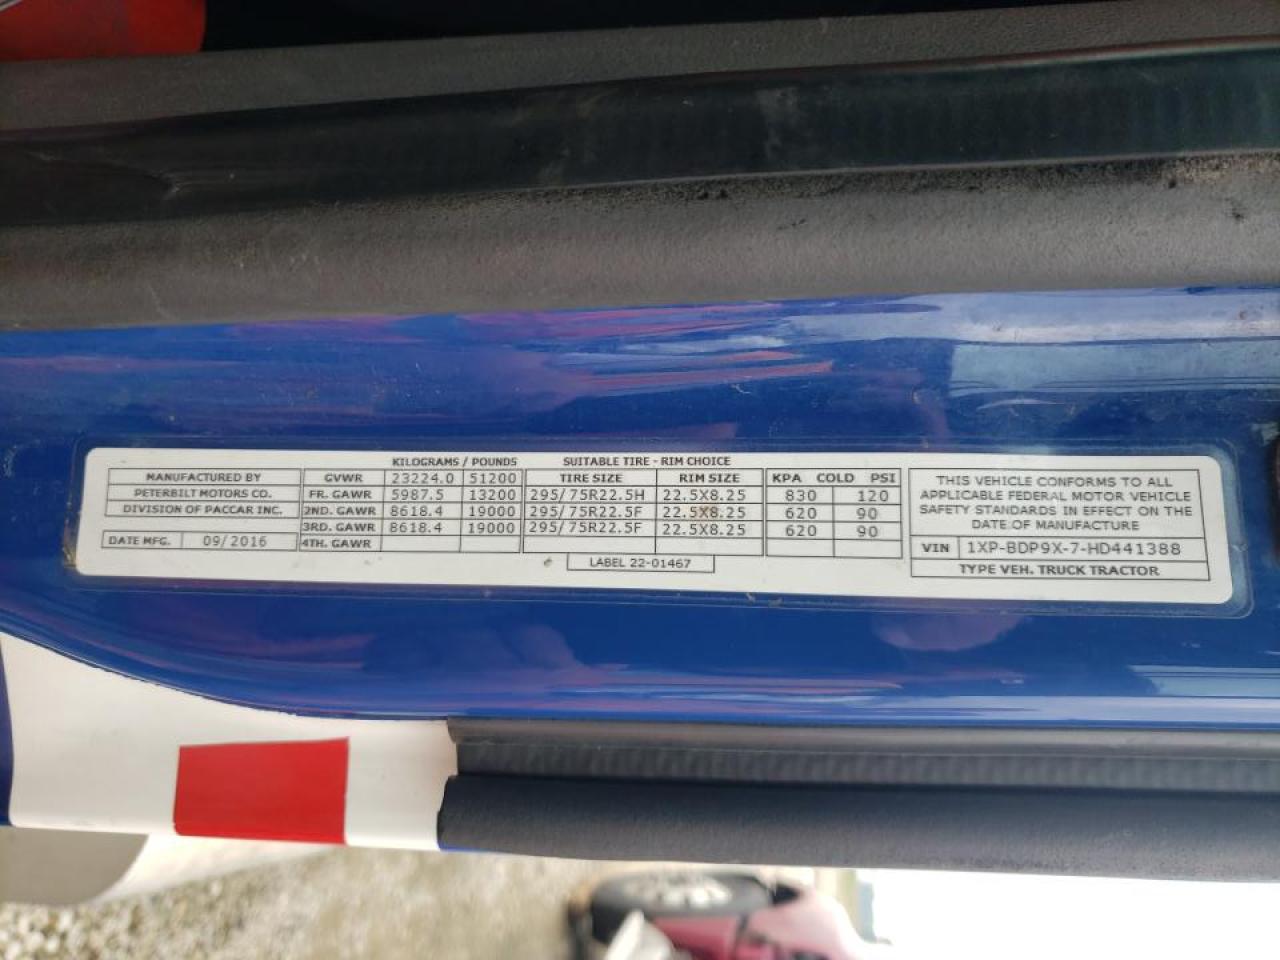 KILOGRAMS / POUNDS SUITABLE TIRE - RIM CHOICE
MANUFACTURED BY GVWR 23224.0 51200 TIRE SIZE RIM SIZE KPA COLD PSI
PETERBILT MOTORS CO. FR. GAWR 5987.5 13200 295/75R22.5H 22.5X8.25 830 120
DIVISION OF PACCAR INC. 2ND. GAWR 8618.4 19000 295/75R22.5F 22.5X8.25 620 90
3RD. GAWR 8618.4 19000 295/75R22.5F 22.5X8.25 620 90
DATE MFG. 09/2016 4TH. GAWR
LABEL 22-01467
THIS VEHICLE CONFORMS TO ALL
APPLICABLE FEDERAL MOTOR VEHICLE
SAFETY STANDARDS IN EFFECT ON THE
DATE OF MANUFACTURE
VIN 1XP-BDP9X-7-HD441388
TYPE VEH. TRUCK TRACTOR